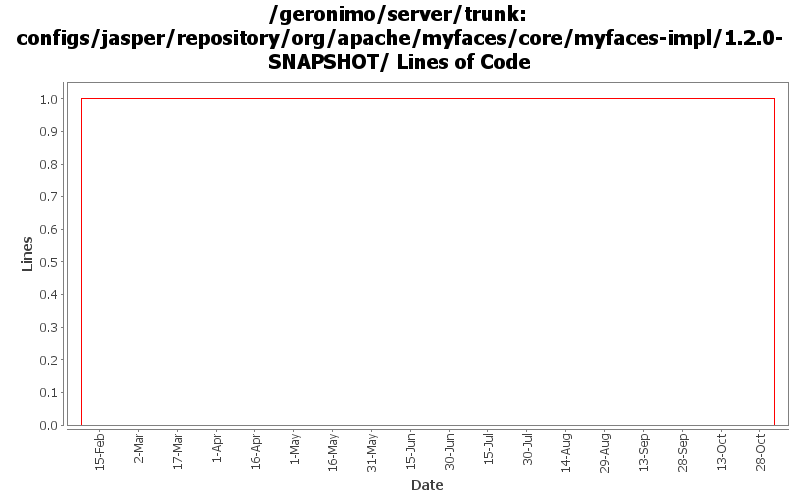 /geronimo/server/trunk:
configs/jasper/repository/org/apache/myfaces/core/myfaces-impl/1.2.0-
SNAPSHOT/ Lines of Code
1.0
0.9
0.8
0.7
0.6
0.5
0.4
0.3
0.2
0.1
0.0
Lines
15-Feb
2-Mar
17-Mar
1-Apr
16-Apr
1-May
16-May
31-May
15-Jun
30-Jun
15-Jul
30-Jul
14-Aug
29-Aug
13-Sep
28-Sep
13-Oct
28-Oct
Date